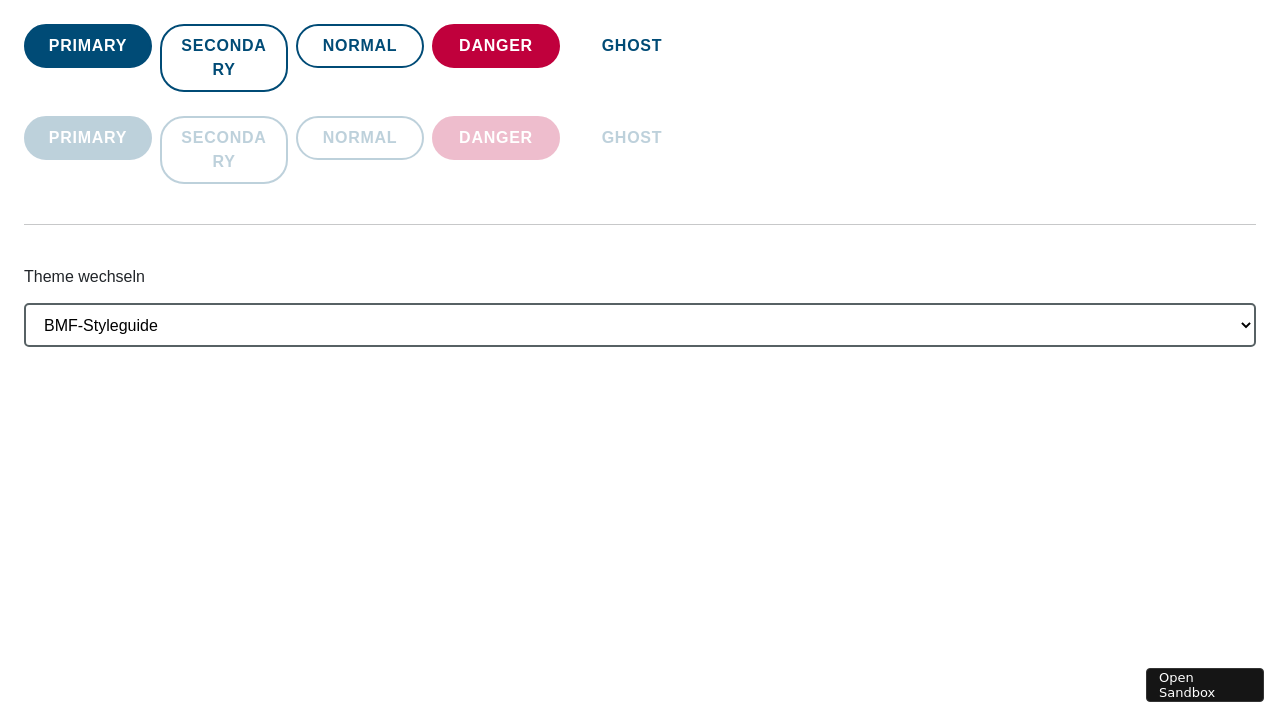 PRIMARY
SECONDA
RY
NORMAL
DANGER
GHOST
PRIMARY
SECONDA
RY
NORMAL
DANGER
GHOST
Theme wechseln
BMF-Styleguide
Open
Sandbox